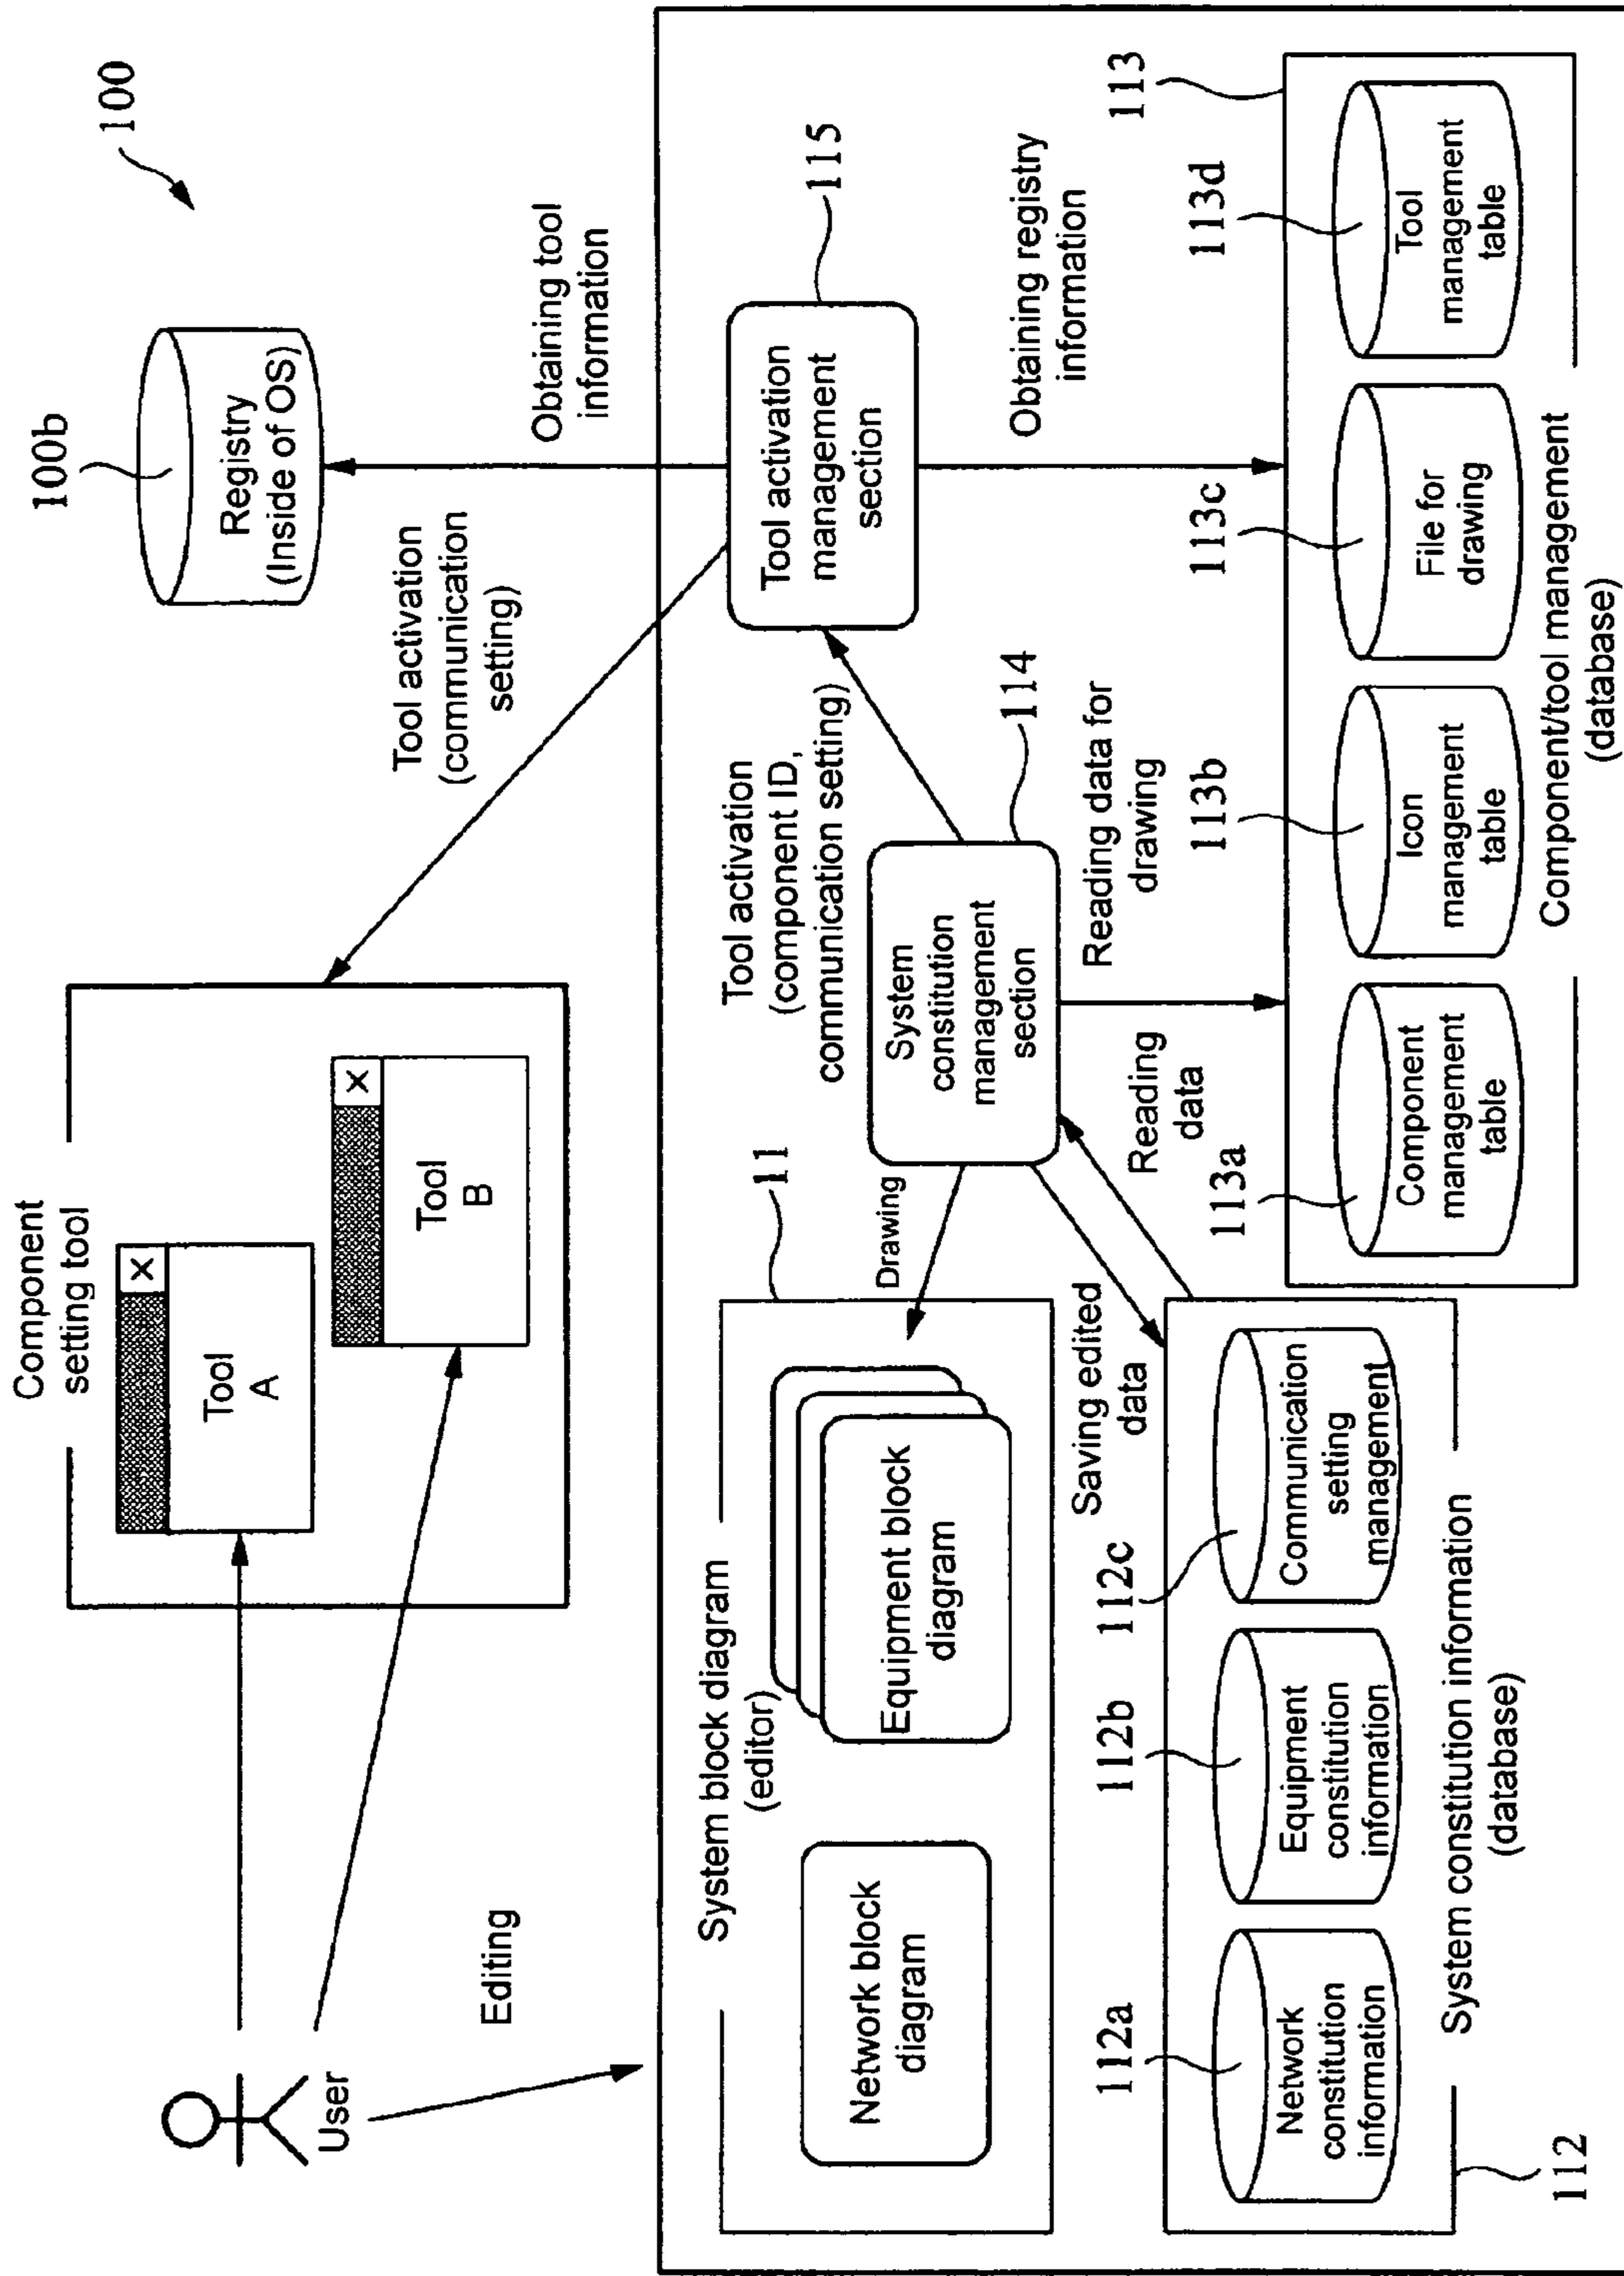 100
100b
Registry
(Inside of OS)
Component
setting tool
Tool
A
Tool
B
User
Editing
Tool activation
(communication
setting)
Obtaining tool
information
System block diagram
(editor)
11
Network block
diagram
Equipment block
diagram
Drawing
Tool activation
(component ID,
communication setting)
Tool activation
management
section
115
System
constitution
management
section
114
Saving edited
data
Reading
data
Reading data for
drawing
Obtaining registry
information
112a
Network
constitution
information
112b
Equipment
constitution
information
112c
Communication
setting
management
System constitution information
(database)
112
113
113a
Component
management
table
113b
Icon
management
table
113c
File for
drawing
113d
Tool
management
table
Component/tool management
(database)